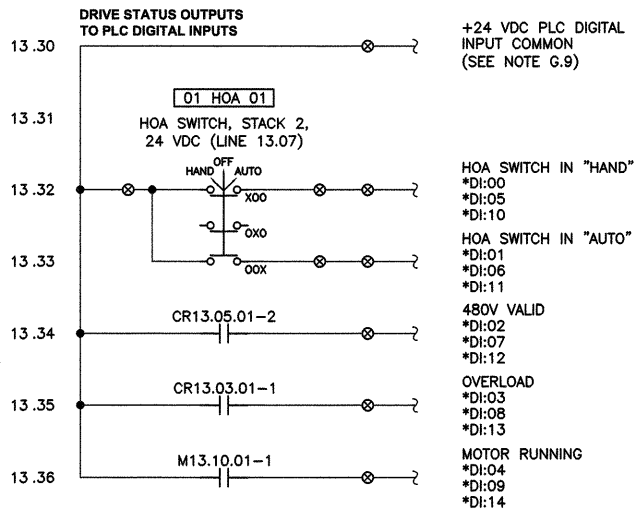 DRIVE STATUS OUTPUTS
TO PLC DIGITAL INPUTS
13.30
+24 VDC PLC DIGITAL
INPUT COMMON
(SEE NOTE G.9)
13.31
01 HOA 01
HOA SWITCH, STACK 2,
24 VDC (LINE 13.07)
OFF
HAND
AUTO
13.32
XOO
HOA SWITCH IN "HAND"
*DI:00
*DI:05
*DI:10
OXO
13.33
OOX
HOA SWITCH IN "AUTO"
*DI:01
*DI:06
*DI:11
13.34
CR13.05.01-2
480V VALID
*DI:02
*DI:07
*DI:12
13.35
CR13.03.01-1
OVERLOAD
*DI:03
*DI:08
*DI:13
13.36
M13.10.01-1
MOTOR RUNNING
*DI:04
*DI:09
*DI:14